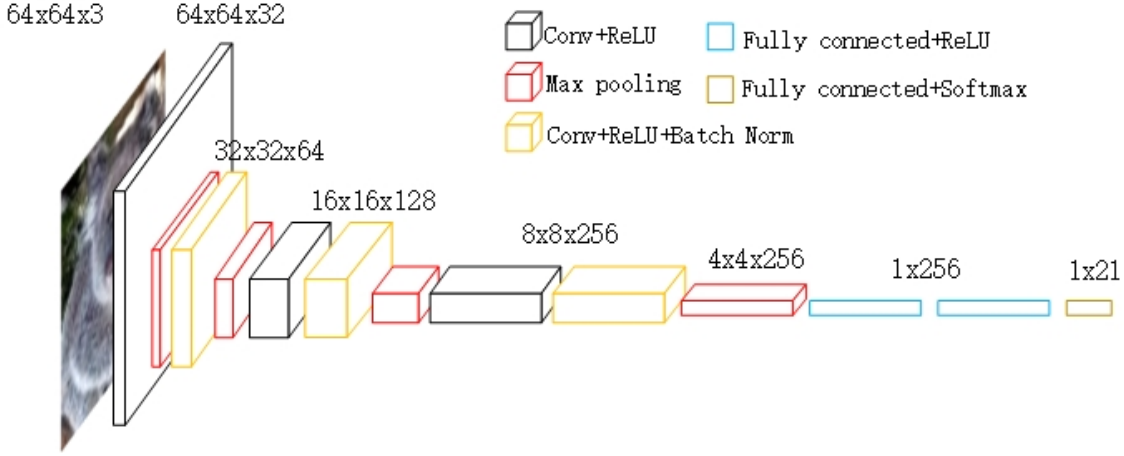 64x64x3
64x64x32
Conv+ReLU
Fully connected+ReLU
Max pooling
Fully connected+Softmax
Conv+ReLU+Batch Norm
32x32x64
16x16x128
8x8x256
4x4x256
1x256
1x21